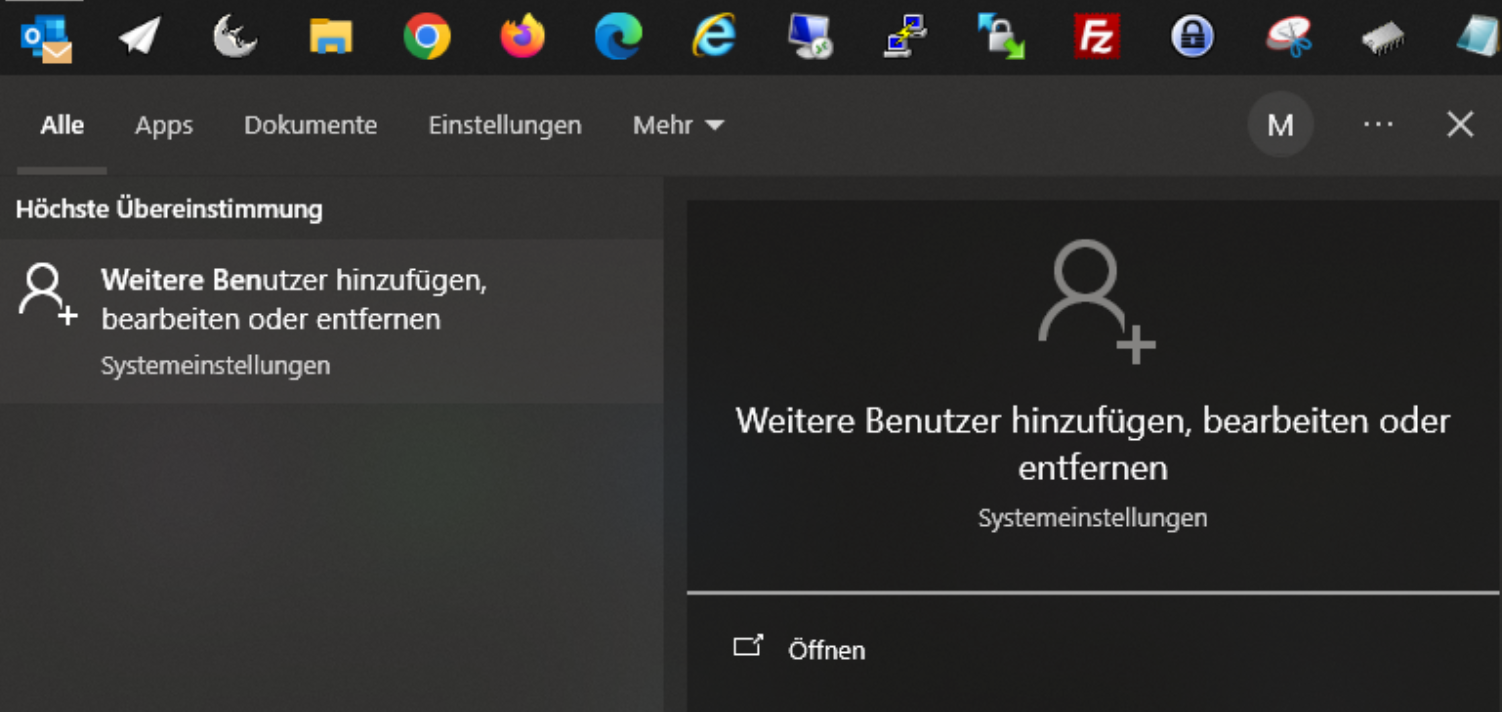 Alle Apps Dokumente Einstellungen Mehr M ...
Höchste Übereinstimmung
Weitere Benutzer hinzufügen,
bearbeiten oder entfernen
Systemeinstellungen
Weitere Benutzer hinzufügen, bearbeiten oder
entfernen
Systemeinstellungen
Öffnen